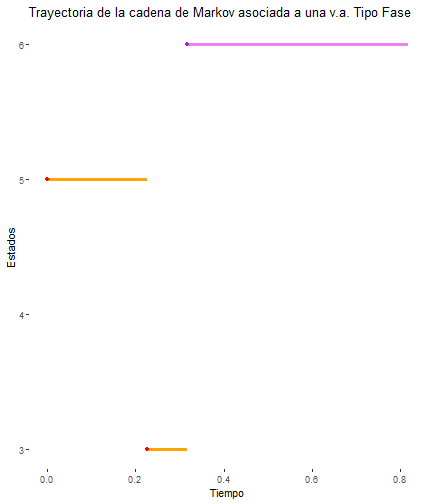 Trayectoria de la cadena de Markov asociada a una v.a. Tipo Fase
6
5
4
3
Estados
0.0 0.2 0.4 0.6 0.8
Tiempo